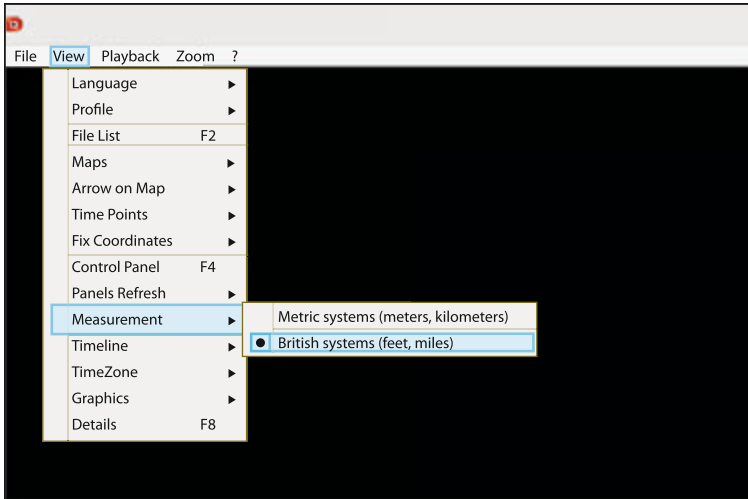 File View Playback Zoom ?
Language
Profile
File List F2
Maps
Arrow on Map
Time Points
Fix Coordinates
Control Panel F4
Panels Refresh
Measurement
Metric systems (meters, kilometers)
British systems (feet, miles)
Timeline
TimeZone
Graphics
Details F8